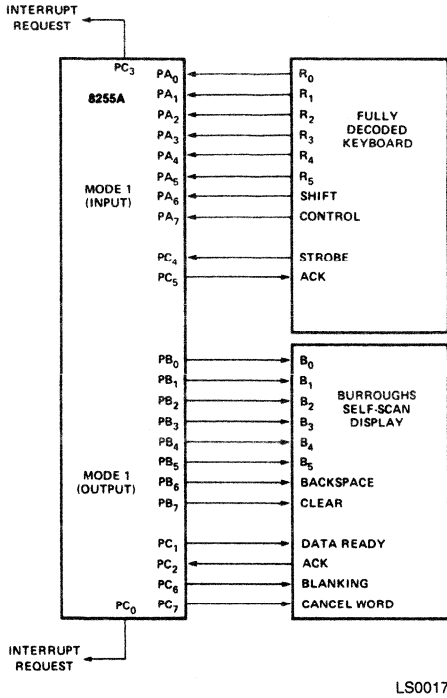 INTERRUPT
REQUEST
PC3
8255A
MODE 1
(INPUT)
PA0
PA1
PA2
PA3
PA4
PA5
PA6
PA7
PC4
PC5
R0
R1
R2
R3
R4
R5
SHIFT
CONTROL
STROBE
ACK
FULLY
DECODED
KEYBOARD
MODE 1
(OUTPUT)
PB0
PB1
PB2
PB3
PB4
PB5
PB6
PB7
PC1
PC2
PC6
PC7
B0
B1
B2
B3
B4
B5
BACKSPACE
CLEAR
DATA READY
ACK
BLANKING
CANCEL WORD
BURROUGHS
SELF-SCAN
DISPLAY
PC0
INTERRUPT
REQUEST
LS0017